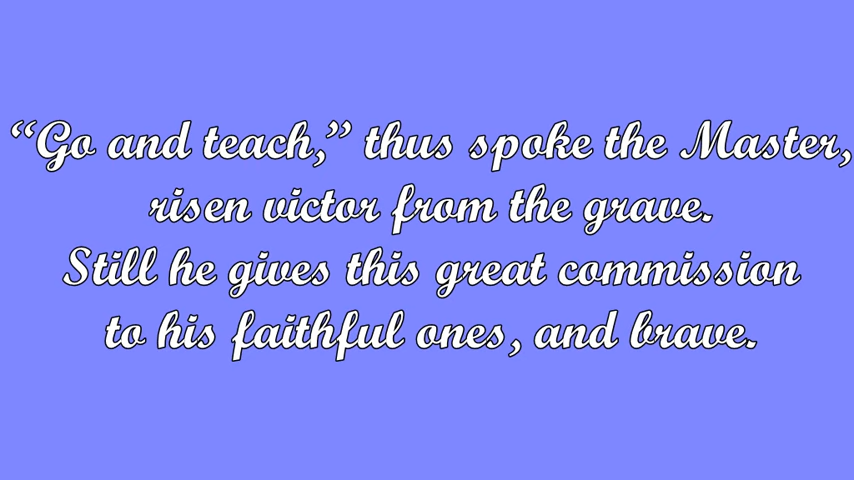 “Go and teach,” thus spoke the Master,
risen victor from the grave.
Still he gives this great commission
to his faithful ones, and brave.